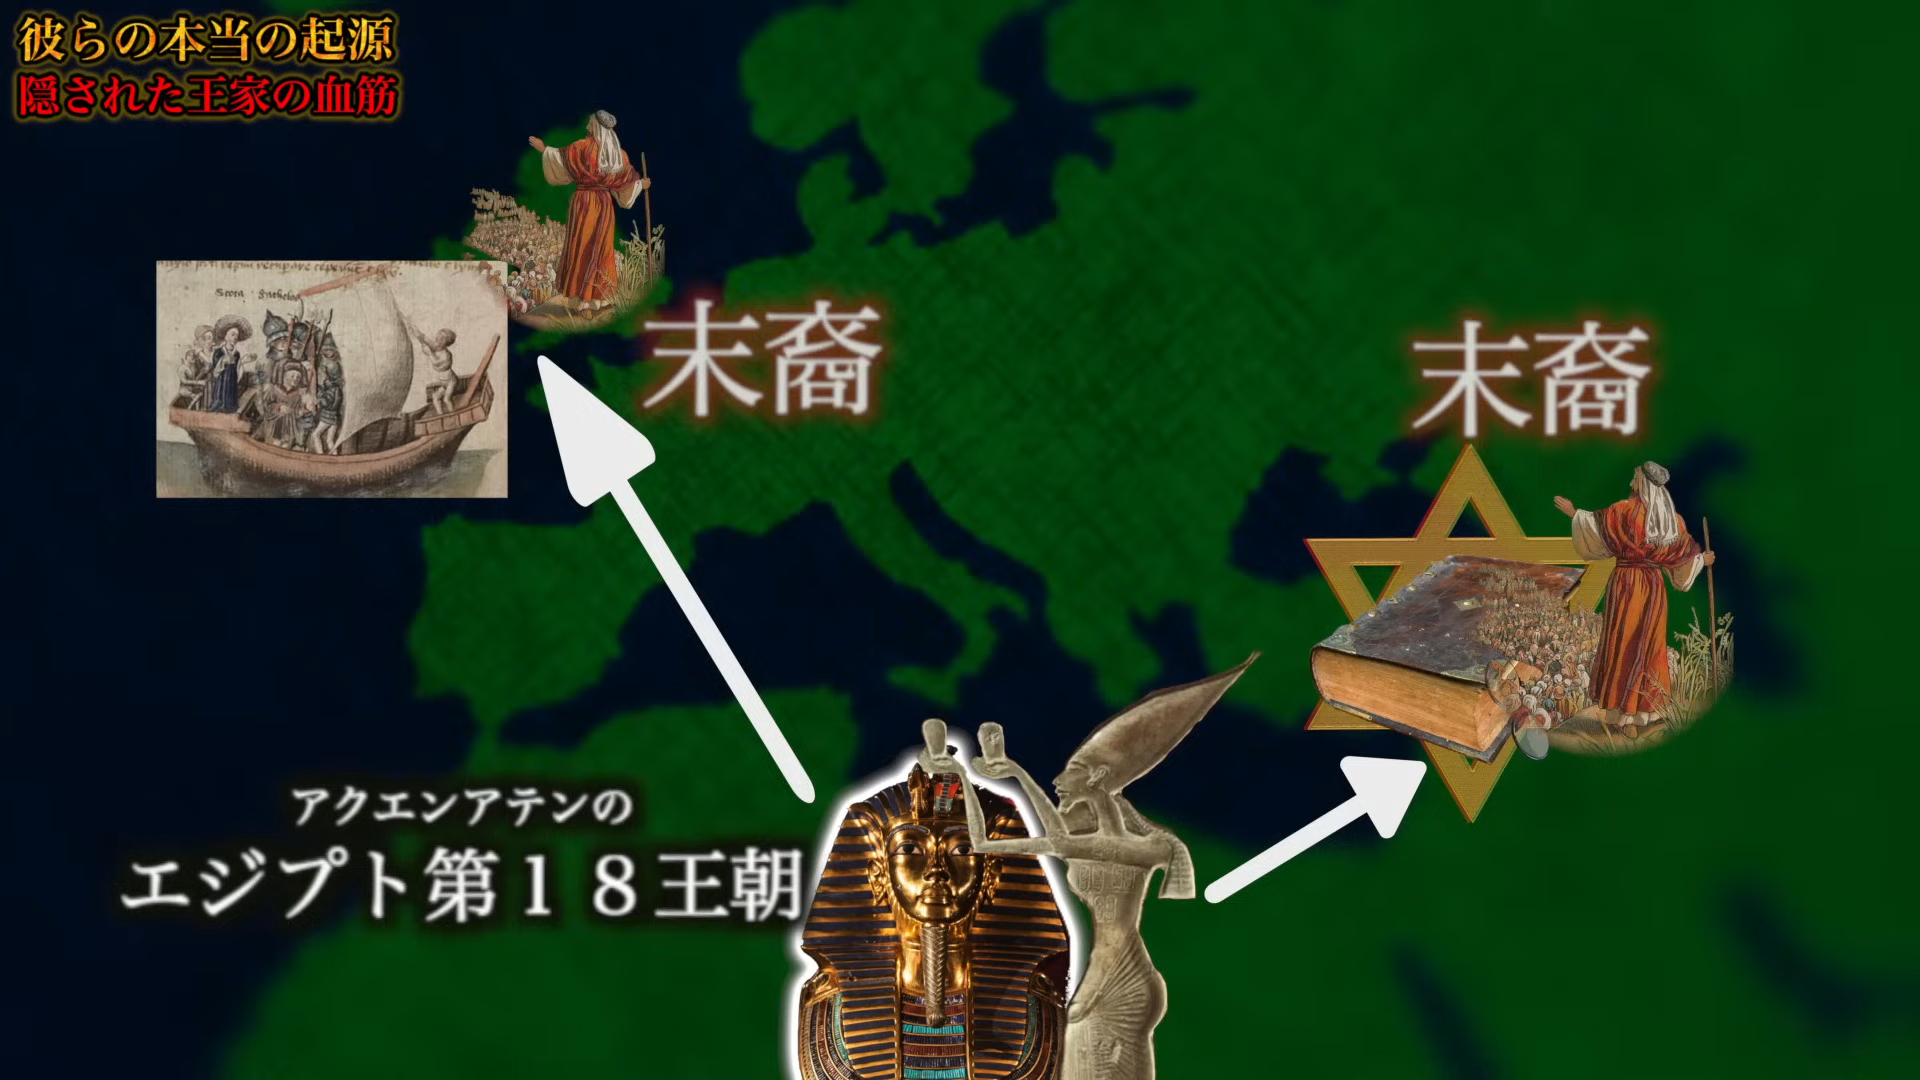 彼らの本当の起源
隠された王家の血筋
Scota
末裔
末裔
アクエンアテンの
エジプト第１８王朝